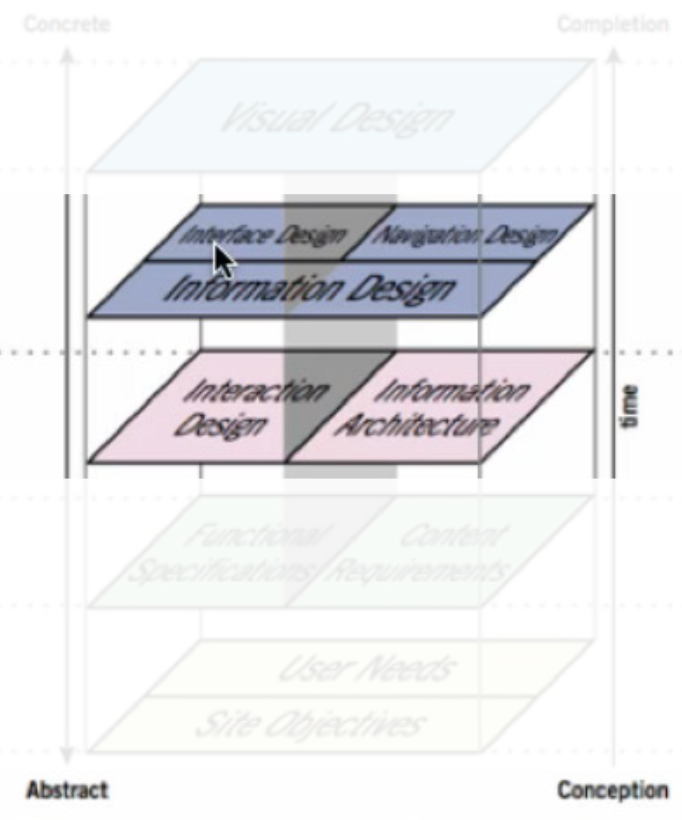 Concrete
Completion
Visual Design
Interface Design
Navigation Design
Information Design
Interaction
Design
Information
Architecture
time
Functional
Specifications
Content
Requirements
User Needs
Site Objectives
Abstract
Conception